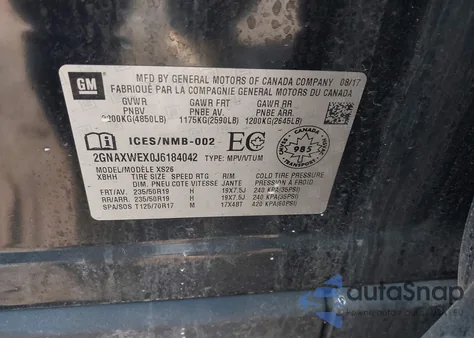 GM
MFD BY GENERAL MOTORS OF CANADA COMPANY 08/17
FABRIQUÉ PAR LA COMPAGNIE GENERAL MOTORS DU CANADA
GVWR GAWR FRT GAWR RR
PNBV PNBE AV PNBE AR
2200KG(4850LB) 1175KG(2590LB) 1200KG(2645LB)
ICES/NMB-002 EC CANADA 985 TRANSPORT
2GNAXWEX0J6184042 TYPE: MPV/VTUM
MODEL/MODÈLE XS26 COLD TIRE PRESSURE
XBHH TIRE SIZE SPEED RTG RIM
DIM. PNEU COTE VITESSE JANTE PRESSION À FROID
FRT/AV. 235/50R19 H 19X7.5J 240 KPA(35PSI)
RR/ARR. 235/50R19 H 19X7.5J 240 KPA(35PSI)
SPA/SOS T125/70R17 M 17X4BT 420 KPA(60PSI)
autaSnap